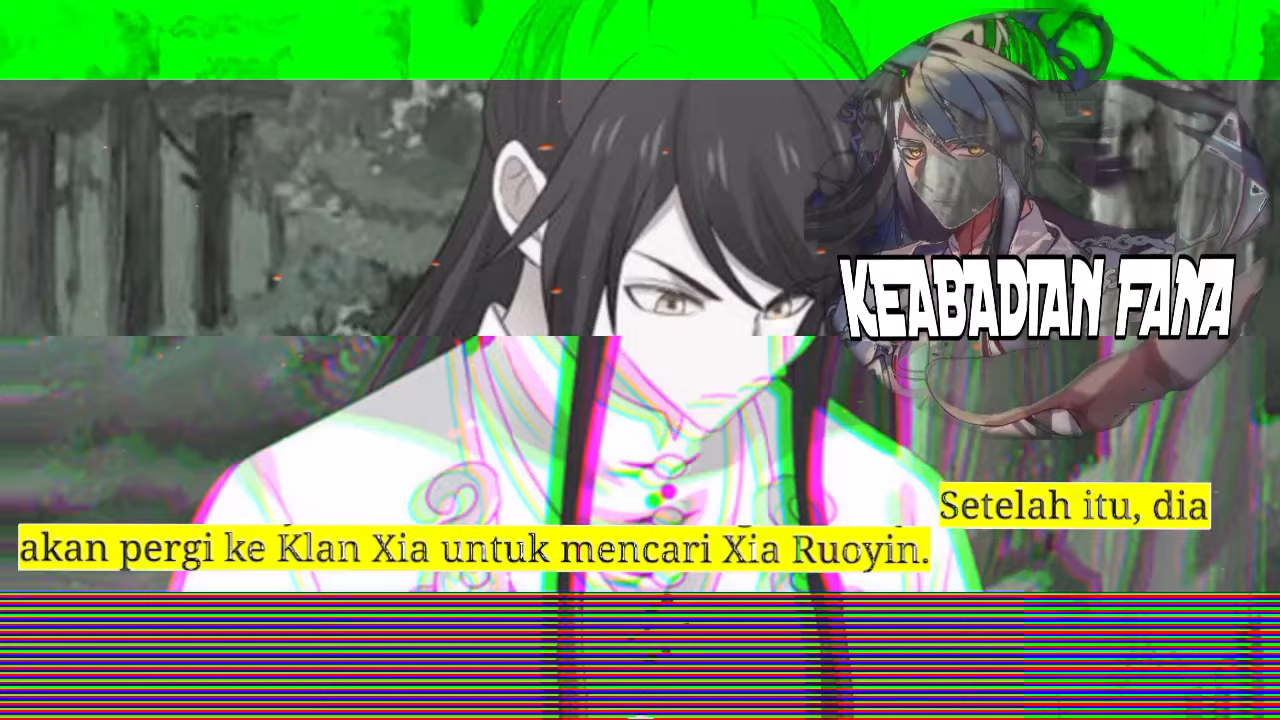 KEABADIAN FANA
Setelah itu, dia
akan pergi ke Klan Xia untuk mencari Xia Ruoyin.